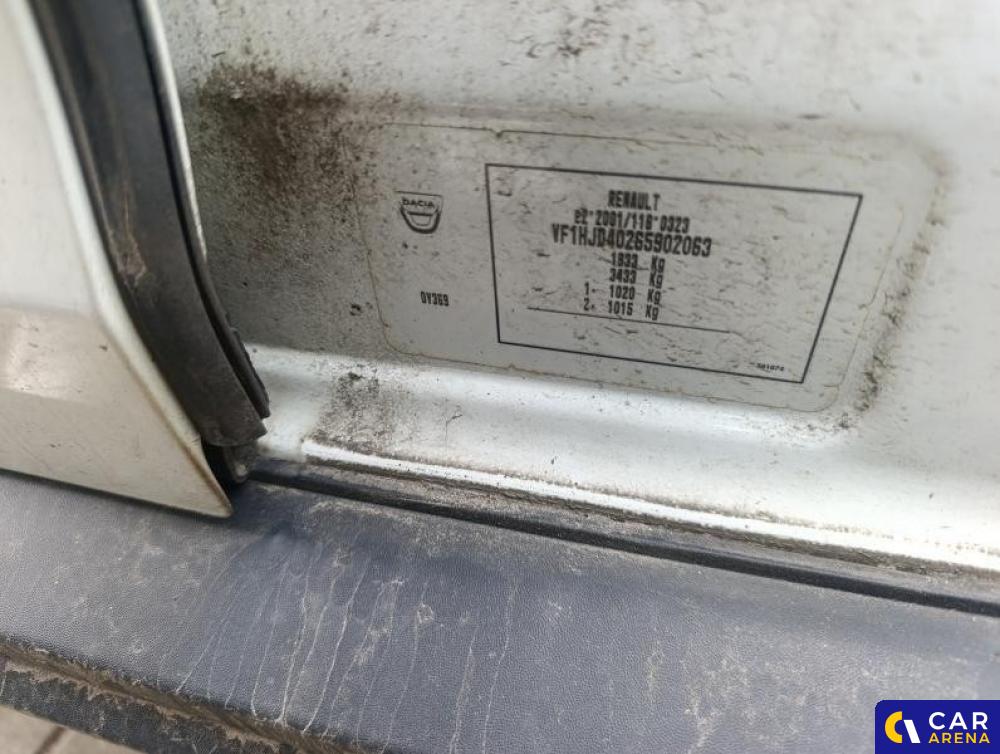 DACIA
0V369
RENAULT
e2*2001/116*0323
VF1HJD40265902063
1833 Kg
3433 Kg
1- 1020 Kg
2- 1015 Kg
CAR
ARENA